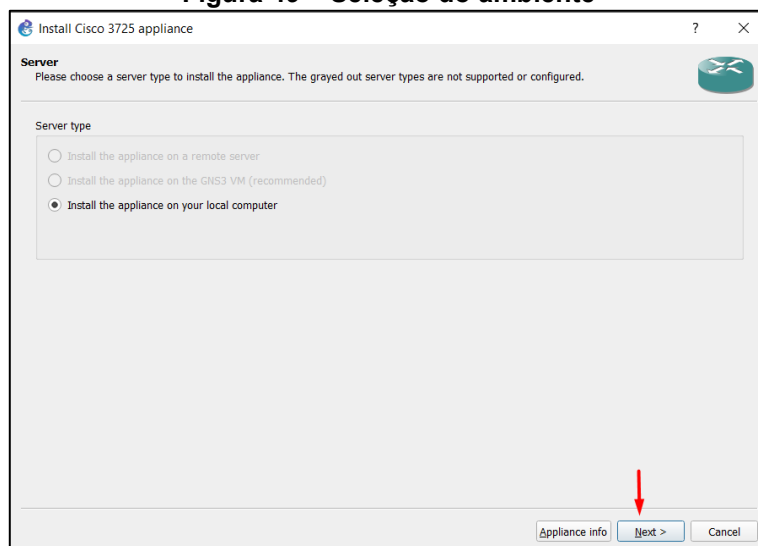 Install Cisco 3725 appliance
Server
Please choose a server type to install the appliance. The grayed out server types are not supported or configured.
Server type
Install the appliance on a remote server
Install the appliance on the GNS3 VM (recommended)
Install the appliance on your local computer
Appliance info Next > Cancel